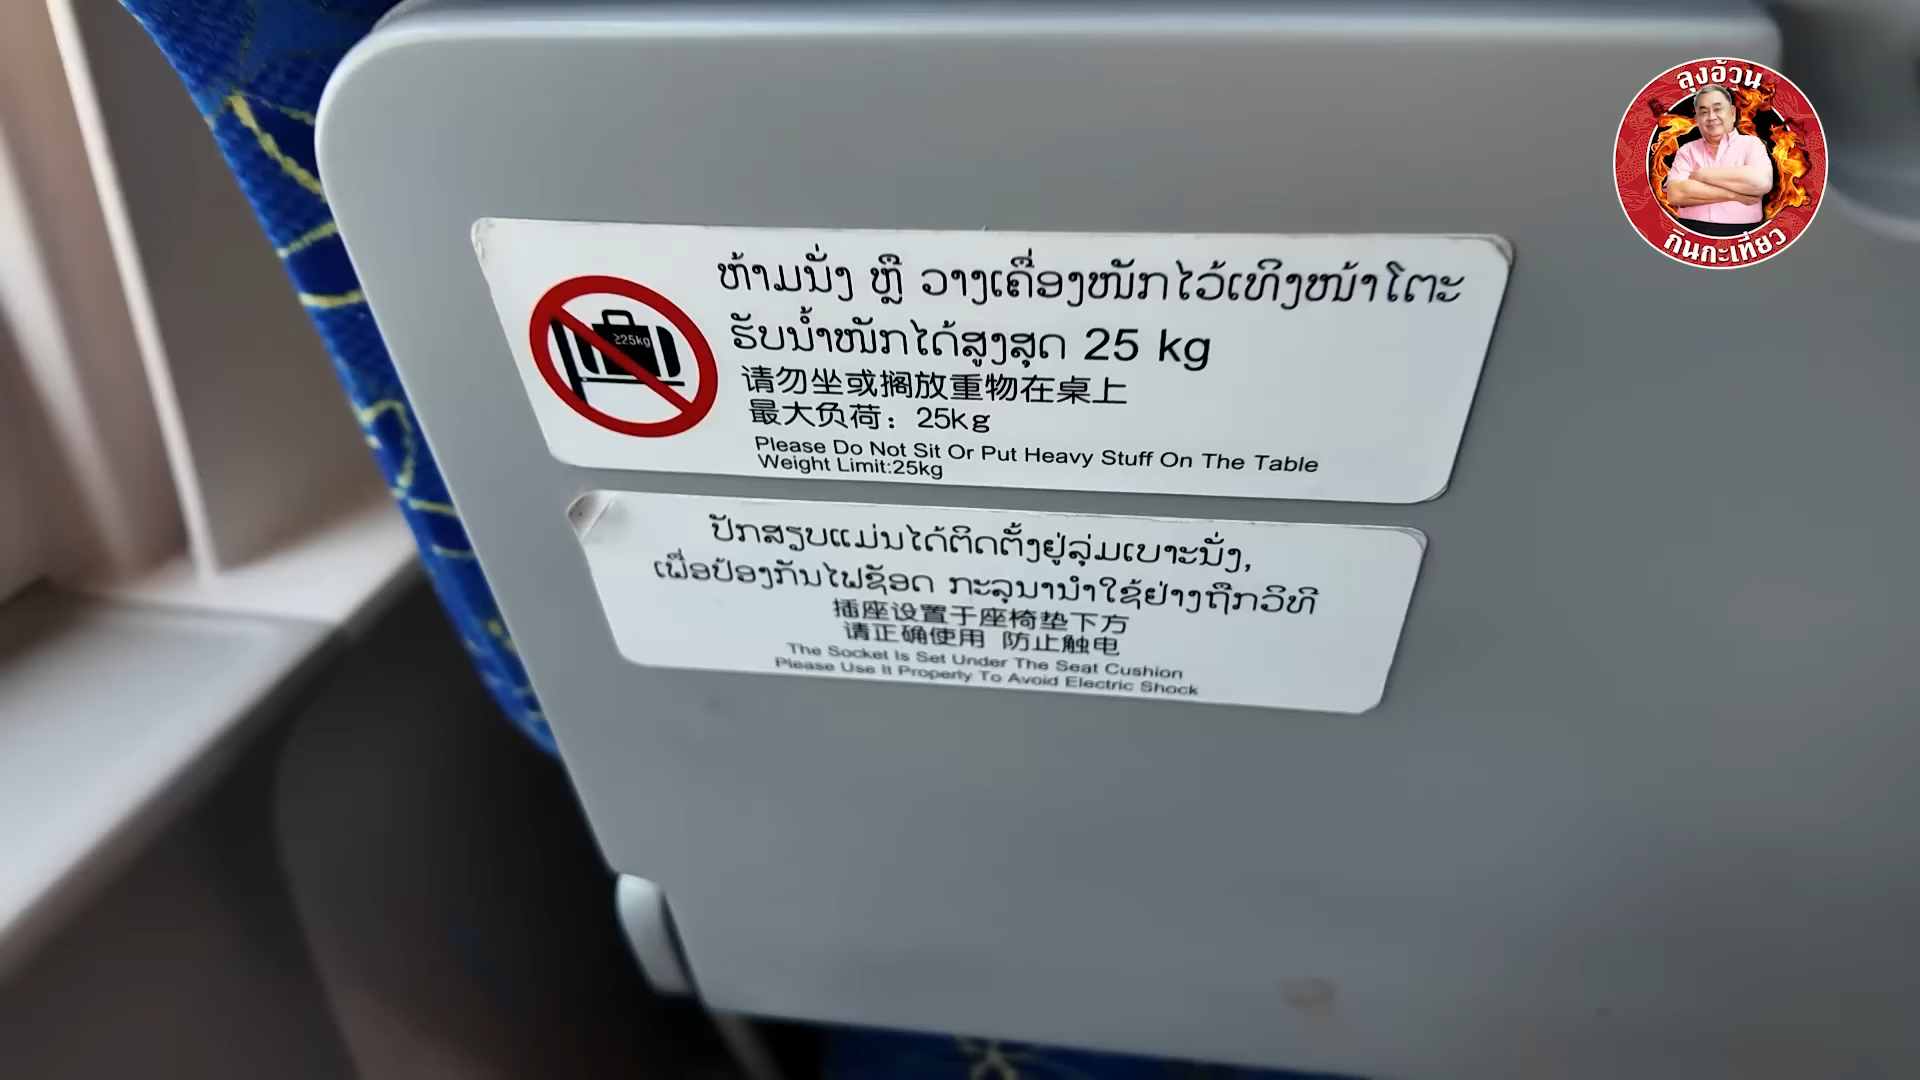 ลุงอ้วน
กินกะเที่ยว
ຫ້າມນັ່ງ ຫຼື ວາງເຄື່ອງໜັກໄວ້ເທິງໜ້າໂຕະ
ຮັບນ້ຳໜັກໄດ້ສູງສຸດ 25 kg
≥25kg
请勿坐或搁放重物在桌上
最大负荷：25kg
Please Do Not Sit Or Put Heavy Stuff On The Table
Weight Limit:25kg
ປັກສຽບແມ່ນໄດ້ຕິດຕັ້ງຢູ່ລຸ່ມເບາະນັ່ງ,
ເພື່ອປ້ອງກັນໄຟຊັອດ ກະລຸນານຳໃຊ້ຢ່າງຖືກວິທີ
插座设置于座椅垫下方
请正确使用 防止触电
The Socket Is Set Under The Seat Cushion
Please Use It Properly To Avoid Electric Shock